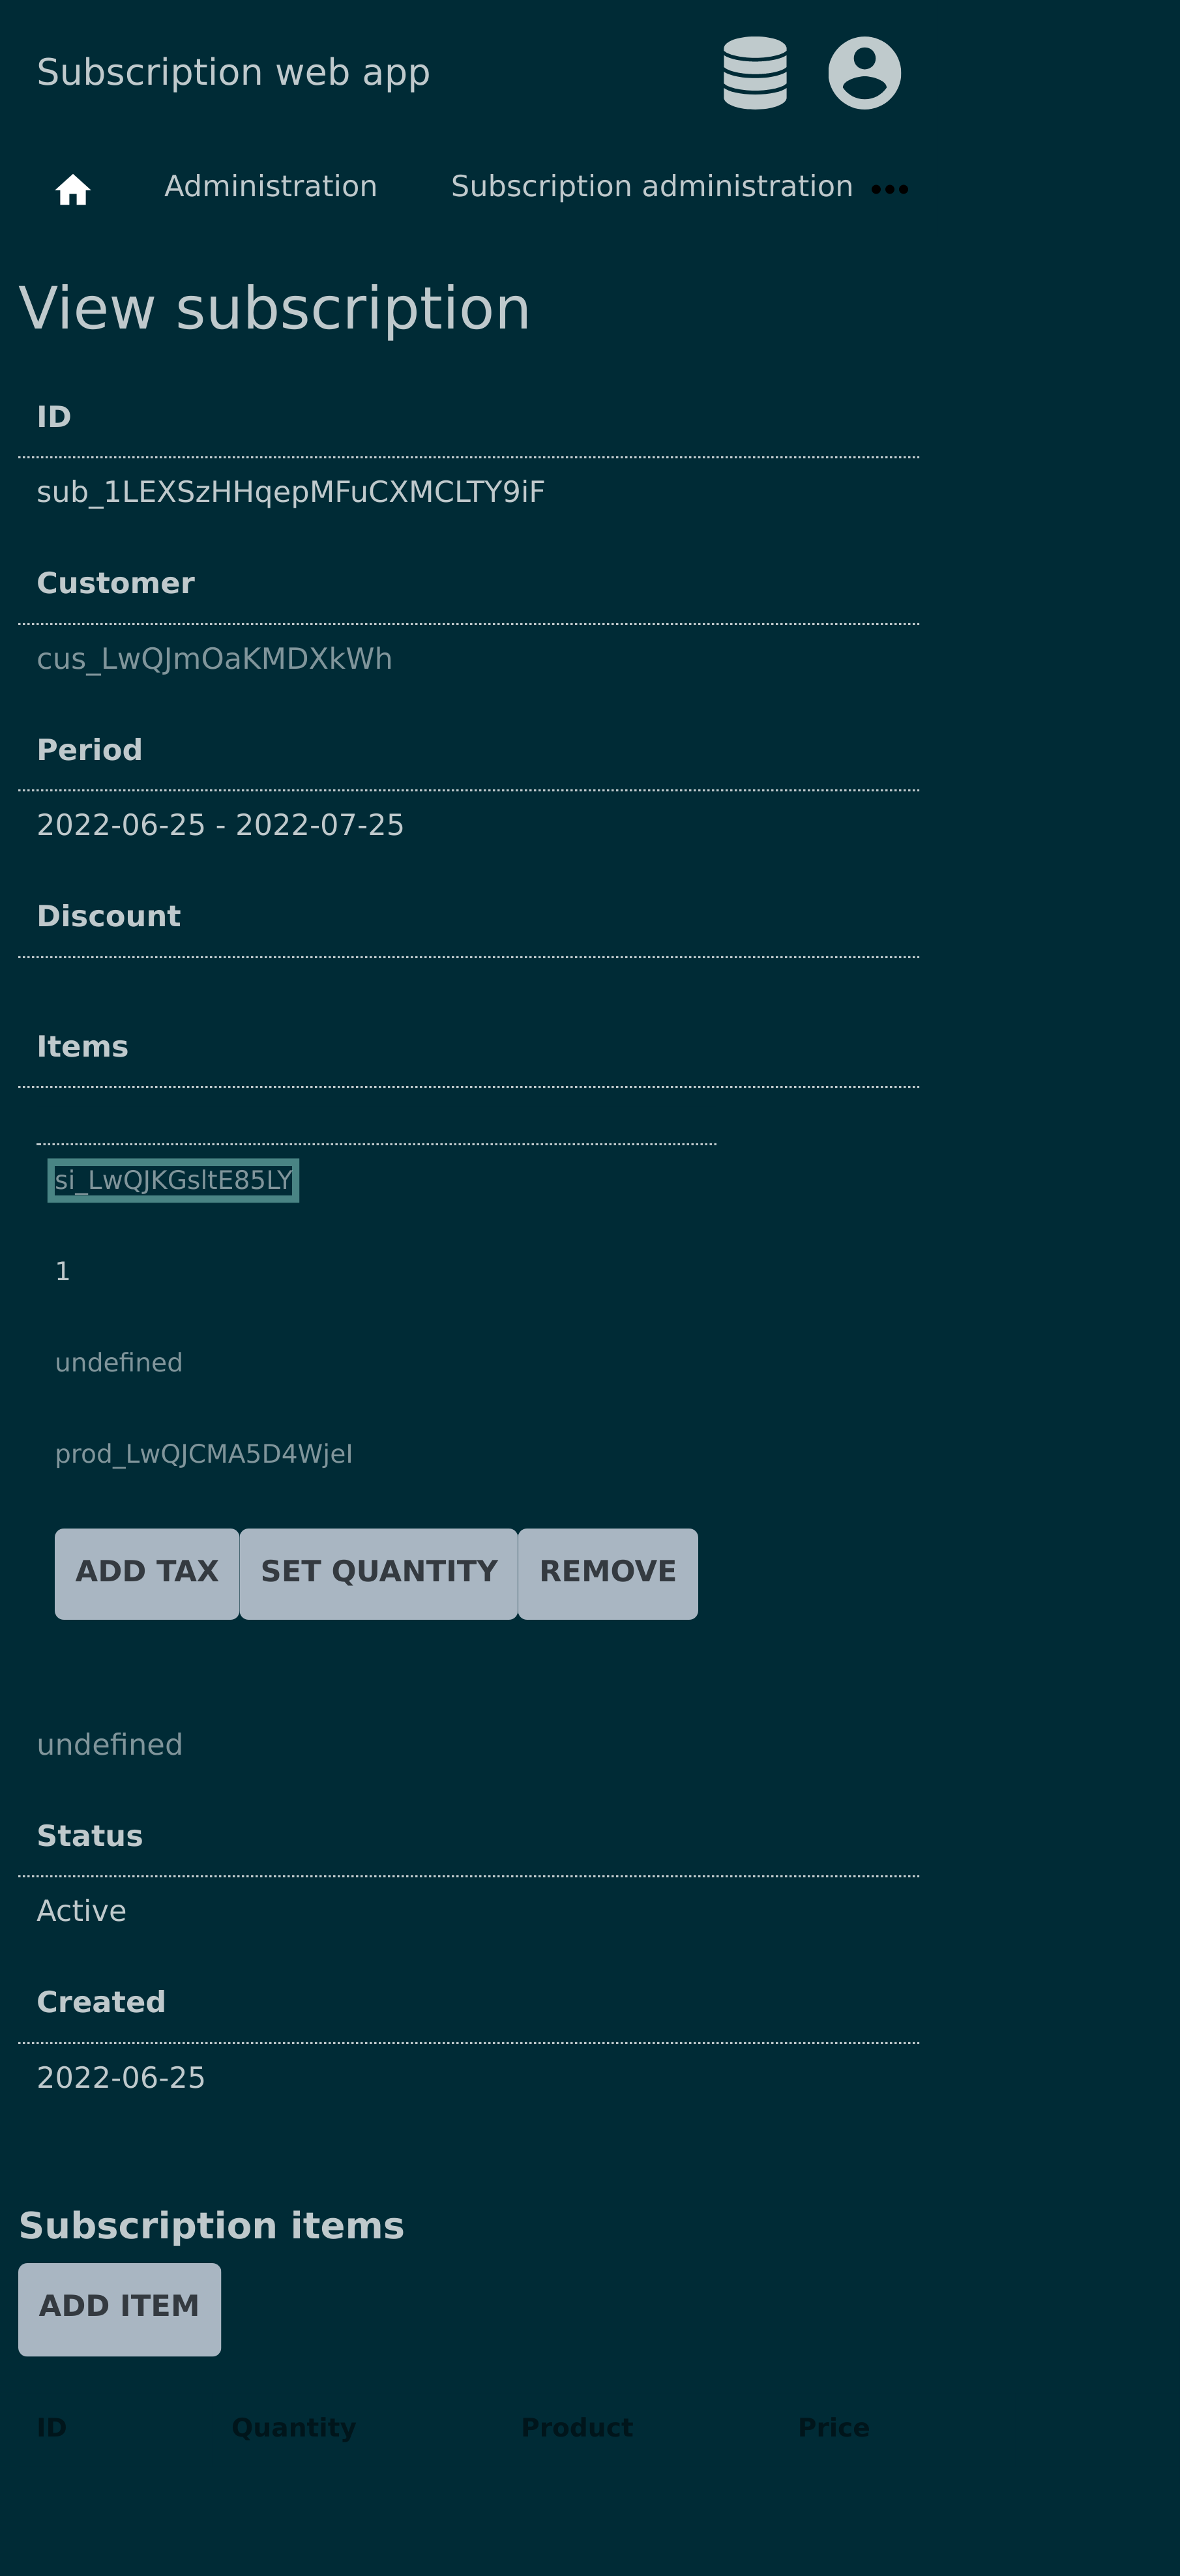 Subscription web app
Administration Subscription administration
View subscription
ID
sub_1LEXSzHHqepMFuCXMCLTY9iF
Customer
cus_LwQJmOaKMDXkWh
Period
2022-06-25 - 2022-07-25
Discount
Items
si_LwQJKGsltE85LY
1
undefined
prod_LwQJCMA5D4WjeI
ADD TAX SET QUANTITY REMOVE
undefined
Status
Active
Created
2022-06-25
Subscription items
ADD ITEM
ID Quantity Product Price